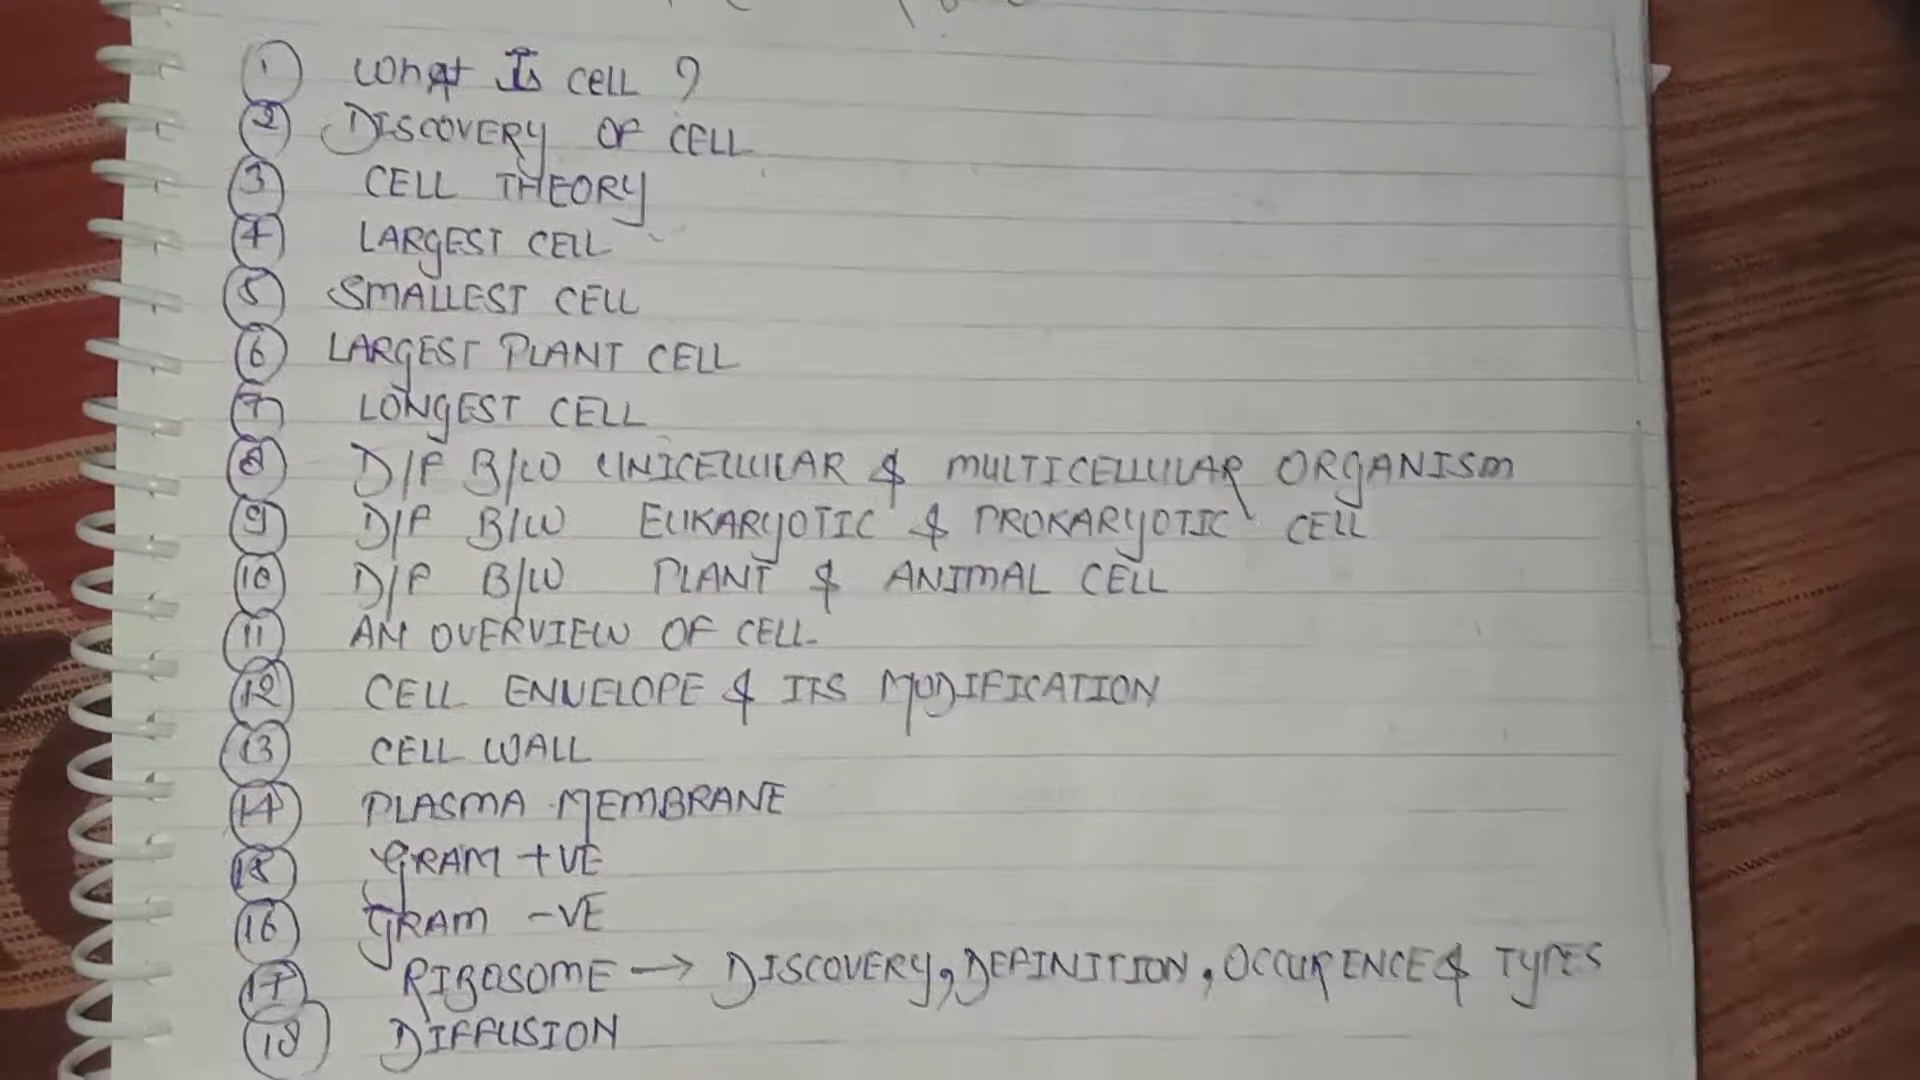 1 What Is cell ?
2 DISCOVERY OF CELL
3 CELL THEORY
4 LARGEST CELL
5 SMALLEST CELL
6 LARGEST PLANT CELL
7 LONGEST CELL
8 D/F B/W UNICELLULAR & MULTICELLULAR ORGANISM
9 D/F B/W EUKARYOTIC & PROKARYOTIC CELL
10 D/F B/W PLANT & ANIMAL CELL
11 AN OVERVIEW OF CELL
12 CELL ENVELOPE & ITS MODIFICATION
13 CELL WALL
14 PLASMA MEMBRANE
15 GRAM +VE
16 GRAM -VE
17 RIBOSOME → DISCOVERY, DEFINITION, OCCURENCE & TYPES
18 DIFFUSION